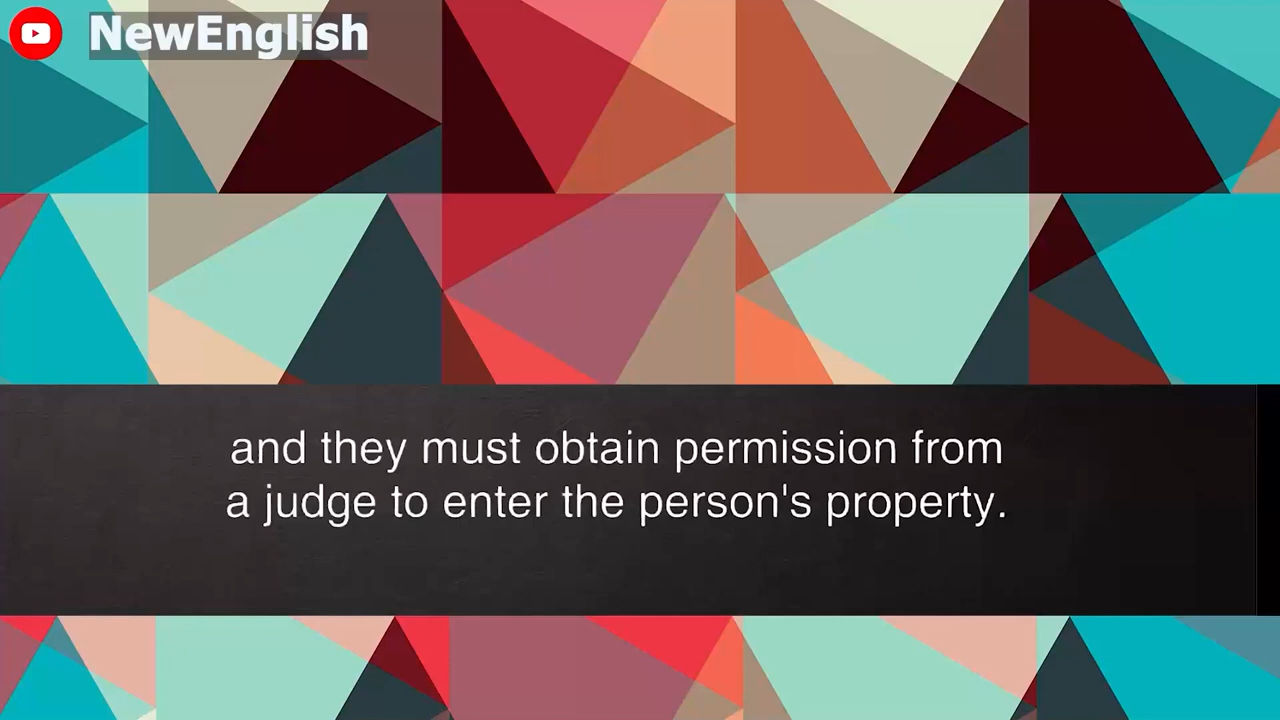 NewEnglish
and they must obtain permission from
a judge to enter the person's property.